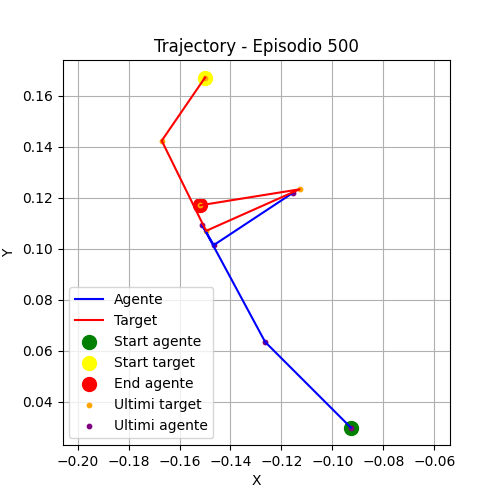 Trajectory - Episodio 500
0.16
0.14
0.12
0.10
0.08
0.06
0.04
Y
Agente
Target
Start agente
Start target
End agente
Ultimi target
Ultimi agente
−0.20 −0.18 −0.16 −0.14 −0.12 −0.10 −0.08 −0.06
X